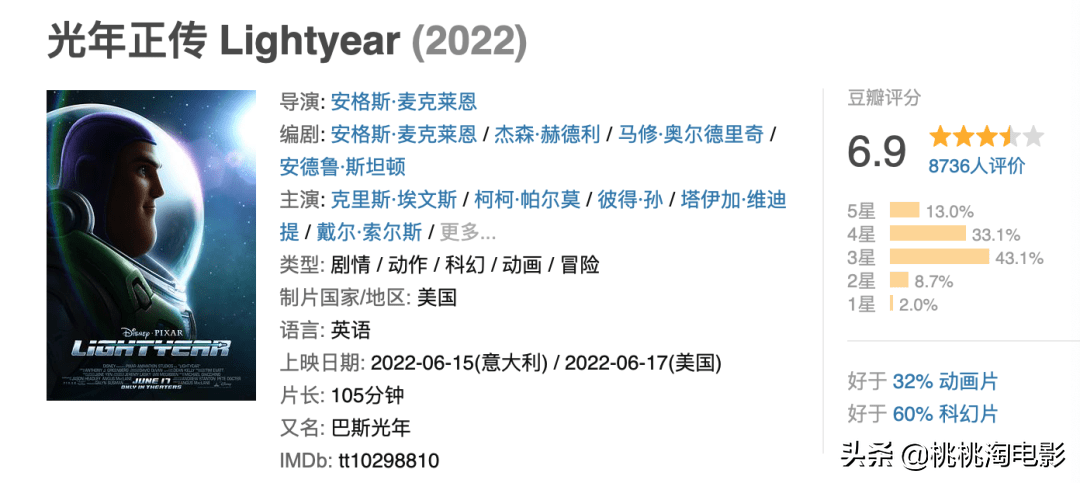 光年正传 Lightyear (2022)
导演: 安格斯·麦克莱恩
编剧: 安格斯·麦克莱恩 / 杰森·赫德利 / 马修·奥尔德里奇 /
安德鲁·斯坦顿
主演: 克里斯·埃文斯 / 柯柯·帕尔莫 / 彼得·孙 / 塔伊加·维迪
提 / 戴尔·索尔斯 / 更多...
类型: 剧情 / 动作 / 科幻 / 动画 / 冒险
制片国家/地区: 美国
语言: 英语
上映日期: 2022-06-15(意大利) / 2022-06-17(美国)
片长: 105分钟
又名: 巴斯光年
IMDb: tt10298810
Disney · PIXAR
LIGHTYEAR
JUNE 17
ONLY IN THEATERS
豆瓣评分
6.9
8736人评价
5星 13.0%
4星 33.1%
3星 43.1%
2星 8.7%
1星 2.0%
好于 32% 动画片
好于 60% 科幻片
头条 @桃桃淘电影